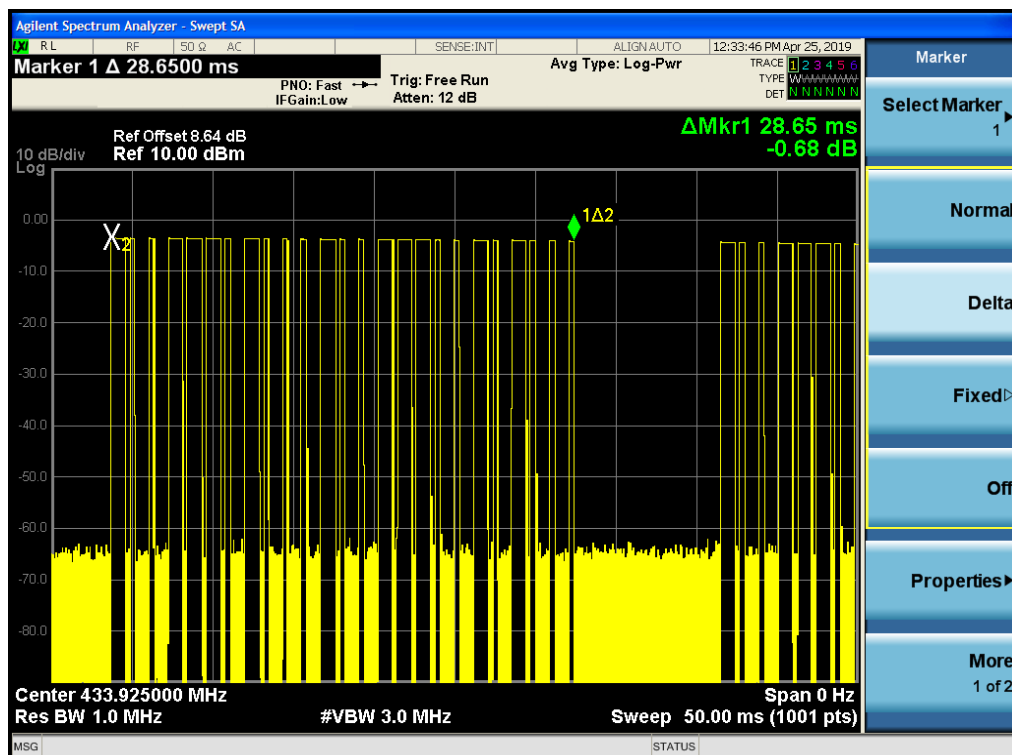 Agilent Spectrum Analyzer - Swept SA
LXI RL RF 50 Ω AC SENSE:INT ALIGNAUTO 12:33:46 PM Apr 25, 2019
Marker 1 Δ 28.6500 ms
PNO: Fast
IFGain:Low
Trig: Free Run
Atten: 12 dB
Avg Type: Log-Pwr
TRACE 1 2 3 4 5 6
TYPE
DET N N N N N N
Marker
Select Marker
1
Normal
Delta
Fixed
Off
Properties
More
1 of 2
Ref Offset 8.64 dB
10 dB/div Ref 10.00 dBm
Log
ΔMkr1 28.65 ms
-0.68 dB
0.00
-10.0
-20.0
-30.0
-40.0
-50.0
-60.0
-70.0
-80.0
X2
1Δ2
Center 433.925000 MHz Span 0 Hz
Res BW 1.0 MHz #VBW 3.0 MHz Sweep 50.00 ms (1001 pts)
MSG STATUS